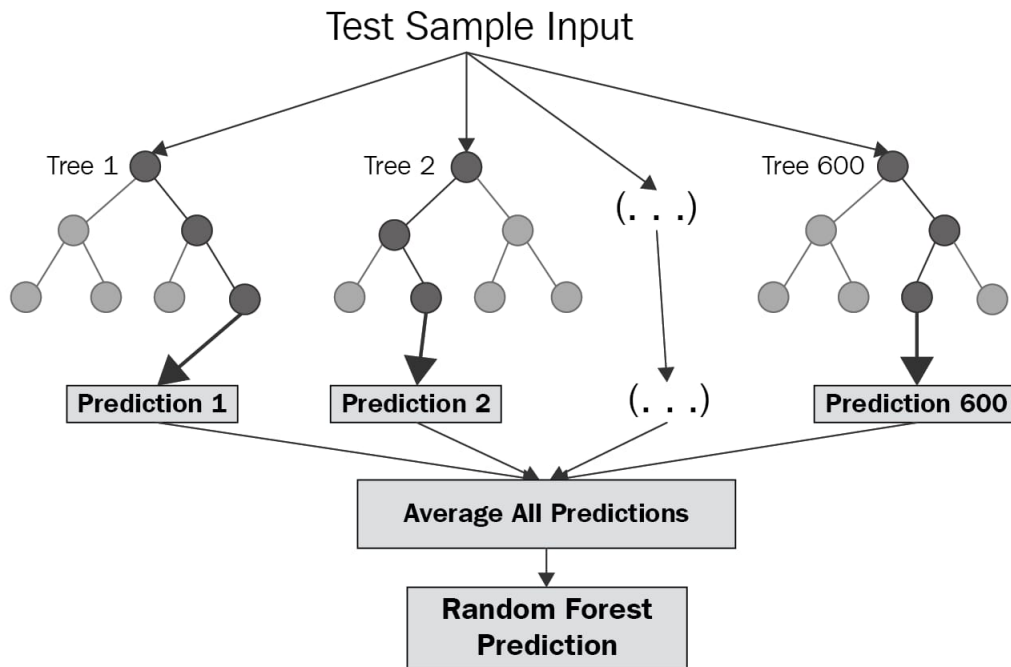 Test Sample Input
Tree 1
Tree 2
Tree 600
(. . .)
Prediction 1
Prediction 2
(. . .)
Prediction 600
Average All Predictions
Random Forest
Prediction